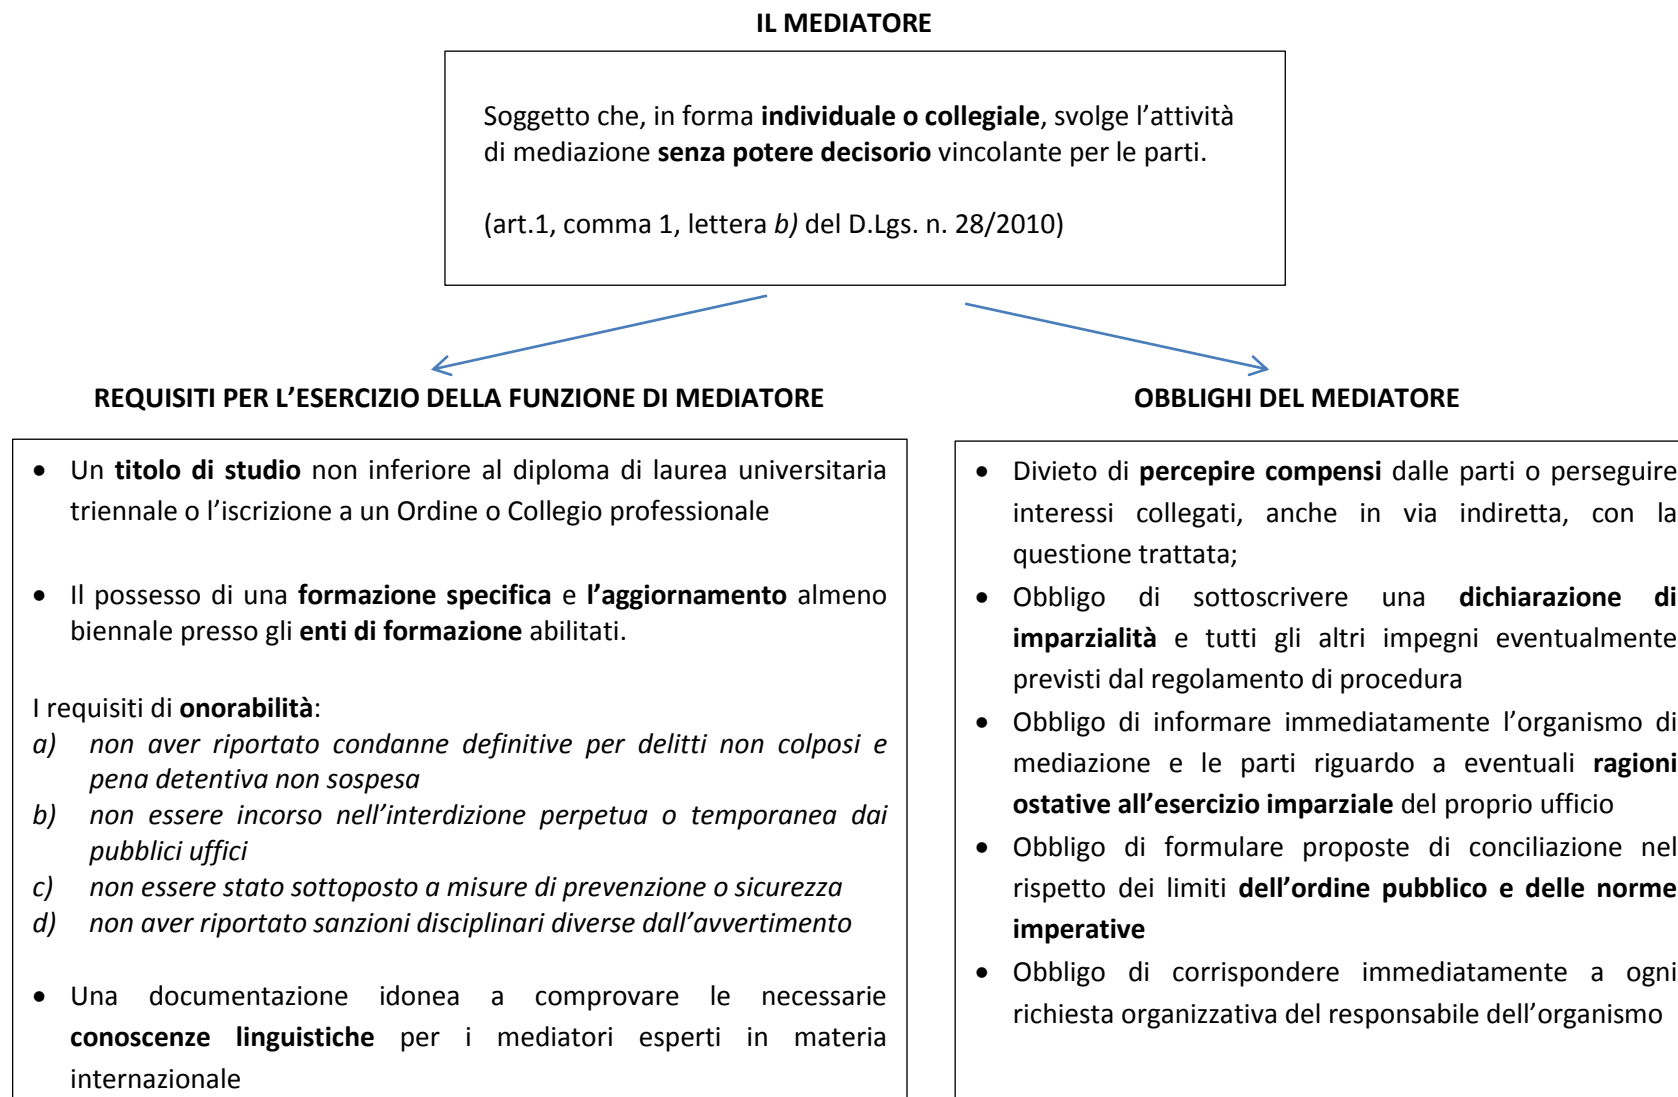 IL MEDIATORE
Soggetto che, in forma individuale o collegiale, svolge l’attività
di mediazione senza potere decisorio vincolante per le parti.
(art.1, comma 1, lettera b) del D.Lgs. n. 28/2010)
REQUISITI PER L’ESERCIZIO DELLA FUNZIONE DI MEDIATORE
• Un titolo di studio non inferiore al diploma di laurea universitaria
triennale o l’iscrizione a un Ordine o Collegio professionale
• Il possesso di una formazione specifica e l’aggiornamento almeno
biennale presso gli enti di formazione abilitati.
I requisiti di onorabilità:
a) non aver riportato condanne definitive per delitti non colposi e
pena detentiva non sospesa
b) non essere incorso nell’interdizione perpetua o temporanea dai
pubblici uffici
c) non essere stato sottoposto a misure di prevenzione o sicurezza
d) non aver riportato sanzioni disciplinari diverse dall’avvertimento
• Una documentazione idonea a comprovare le necessarie
conoscenze linguistiche per i mediatori esperti in materia
internazionale
OBBLIGHI DEL MEDIATORE
• Divieto di percepire compensi dalle parti o perseguire
interessi collegati, anche in via indiretta, con la
questione trattata;
• Obbligo di sottoscrivere una dichiarazione di
imparzialità e tutti gli altri impegni eventualmente
previsti dal regolamento di procedura
• Obbligo di informare immediatamente l’organismo di
mediazione e le parti riguardo a eventuali ragioni
ostative all’esercizio imparziale del proprio ufficio
• Obbligo di formulare proposte di conciliazione nel
rispetto dei limiti dell’ordine pubblico e delle norme
imperative
• Obbligo di corrispondere immediatamente a ogni
richiesta organizzativa del responsabile dell’organismo